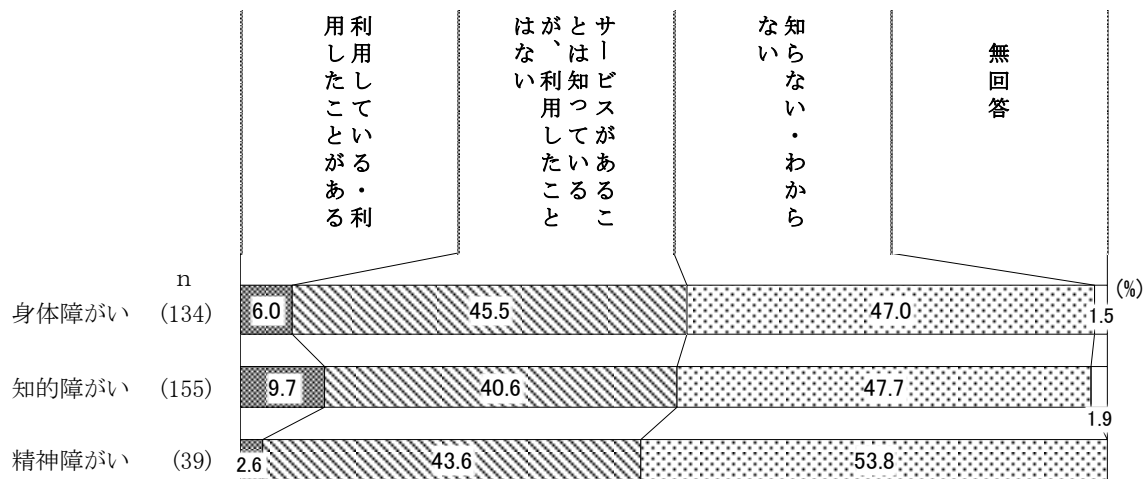 利用している・利
用したことがある
サービスがあるこ
とは知っている
が、利用したこと
はない
知らない・わから
ない
無回答
n
(%)
身体障がい (134) 6.0 45.5 47.0 1.5
知的障がい (155) 9.7 40.6 47.7 1.9
精神障がい (39) 2.6 43.6 53.8